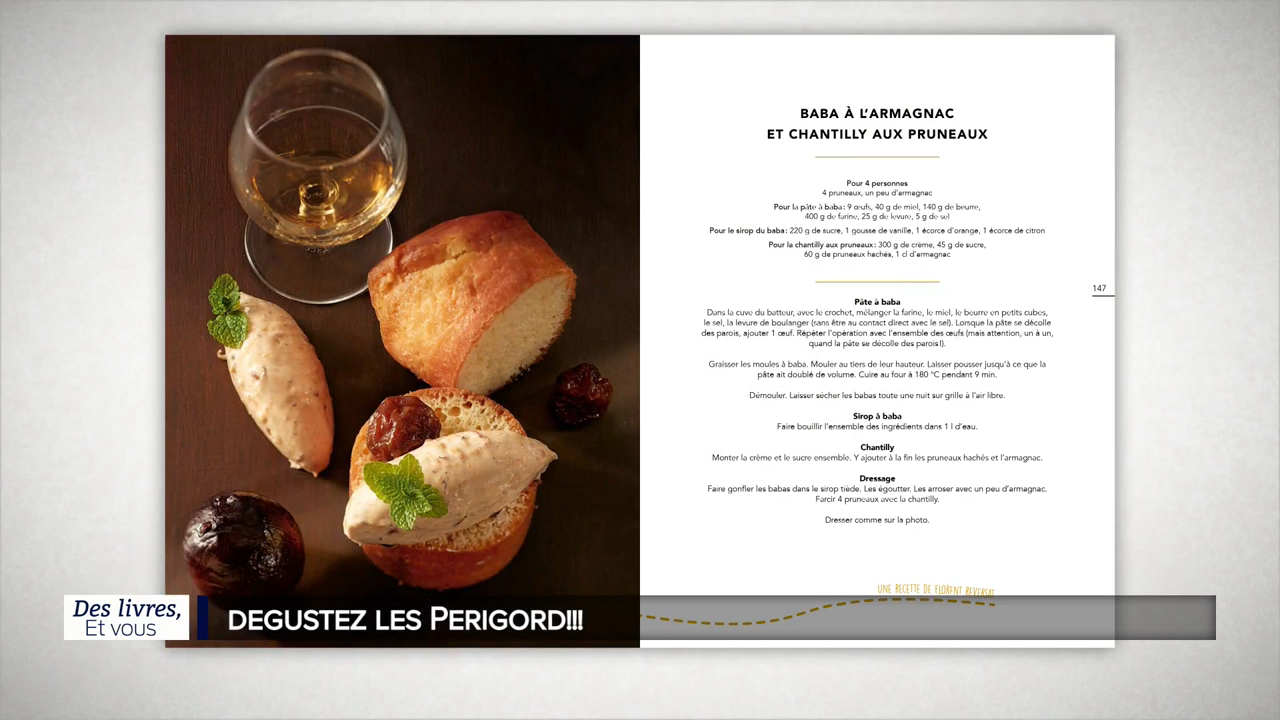 BABA À L'ARMAGNAC
ET CHANTILLY AUX PRUNEAUX
Pour 4 personnes
4 pruneaux, un peu d'armagnac
Pour la pâte à baba : 9 œufs, 40 g de miel, 140 g de beurre,
400 g de farine, 25 g de levure, 5 g de sel
Pour le sirop du baba : 220 g de sucre, 1 gousse de vanille, 1 écorce d'orange, 1 écorce de citron
Pour la chantilly aux pruneaux : 300 g de crème, 45 g de sucre,
60 g de pruneaux hachés, 1 cl d'armagnac
147
Pâte à baba
Dans la cuve du batteur, avec le crochet, mélanger la farine, le miel, le beurre en petits cubes,
le sel, la levure de boulanger (sans être au contact direct avec le sel). Lorsque la pâte se décolle
des parois, ajouter 1 œuf. Répéter l'opération avec l'ensemble des œufs (mais attention, un à un,
quand la pâte se décolle des parois !).
Graisser les moules à baba. Mouler au tiers de leur hauteur. Laisser pousser jusqu'à ce que la
pâte ait doublé de volume. Cuire au four à 180 °C pendant 9 min.
Démouler. Laisser sécher les babas toute une nuit sur grille à l'air libre.
Sirop à baba
Faire bouillir l'ensemble des ingrédients dans 1 l d'eau.
Chantilly
Monter la crème et le sucre ensemble. Y ajouter à la fin les pruneaux hachés et l'armagnac.
Dressage
Faire gonfler les babas dans le sirop tiède. Les égoutter. Les arroser avec un peu d'armagnac.
Farcir 4 pruneaux avec la chantilly.
Dresser comme sur la photo.
UNE RECETTE DE FLORENT REVERSAT
Des livres,
Et vous
DEGUSTEZ LES PERIGORD!!!